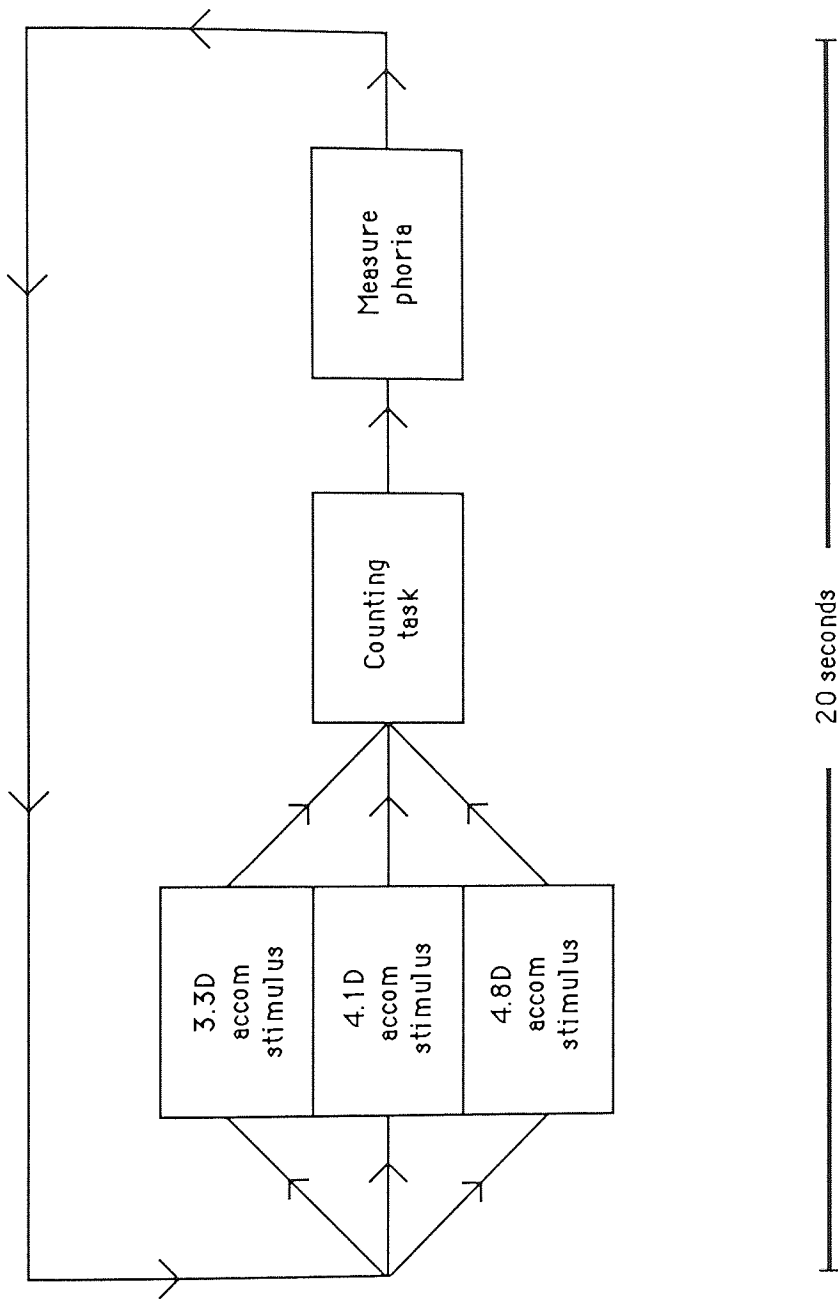 3.3D
accom
stimulus
4.1D
accom
stimulus
4.8D
accom
stimulus
Counting
task
Measure
phoria
20 seconds